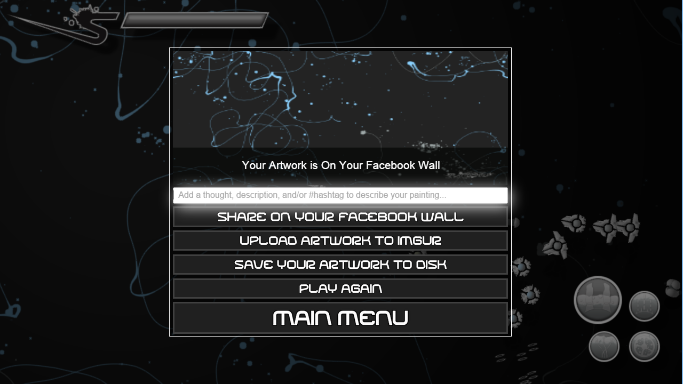 Your Artwork is On Your Facebook Wall
Add a thought, description, and/or #hashtag to describe your painting...
SHARE ON YOUR FACEBOOK WALL
UPLOAD ARTWORK TO IMGUR
SAVE YOUR ARTWORK TO DISK
PLAY AGAIN
MAIN MENU